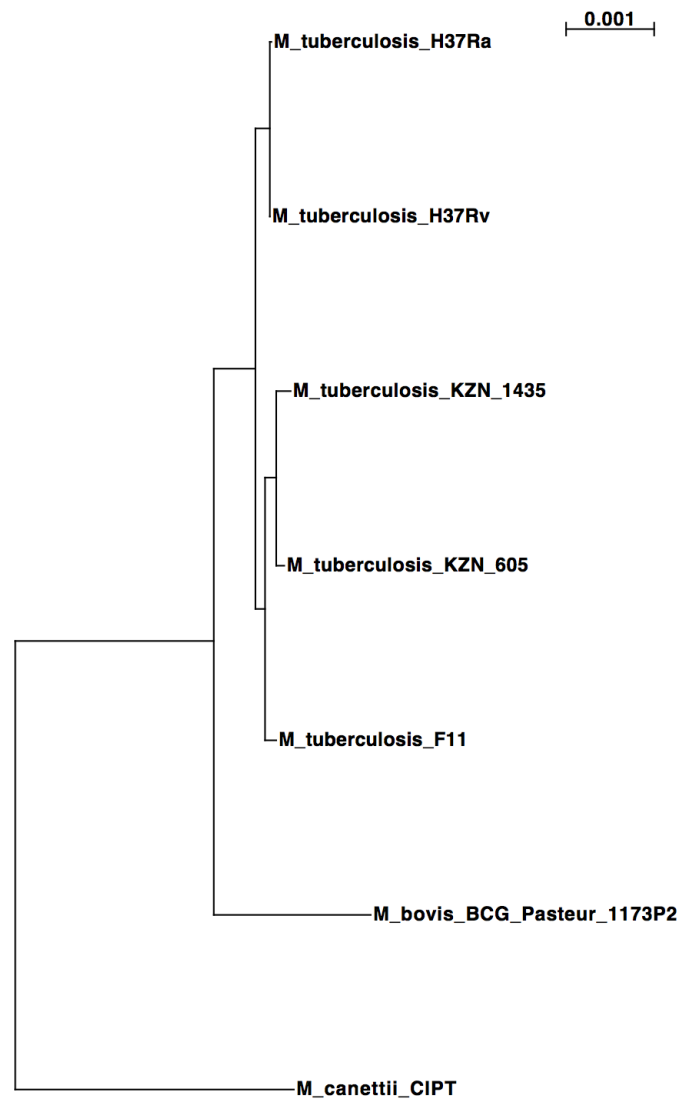 0.001
M_tuberculosis_H37Ra
M_tuberculosis_H37Rv
M_tuberculosis_KZN_1435
M_tuberculosis_KZN_605
M_tuberculosis_F11
M_bovis_BCG_Pasteur_1173P2
M_canettii_CIPT